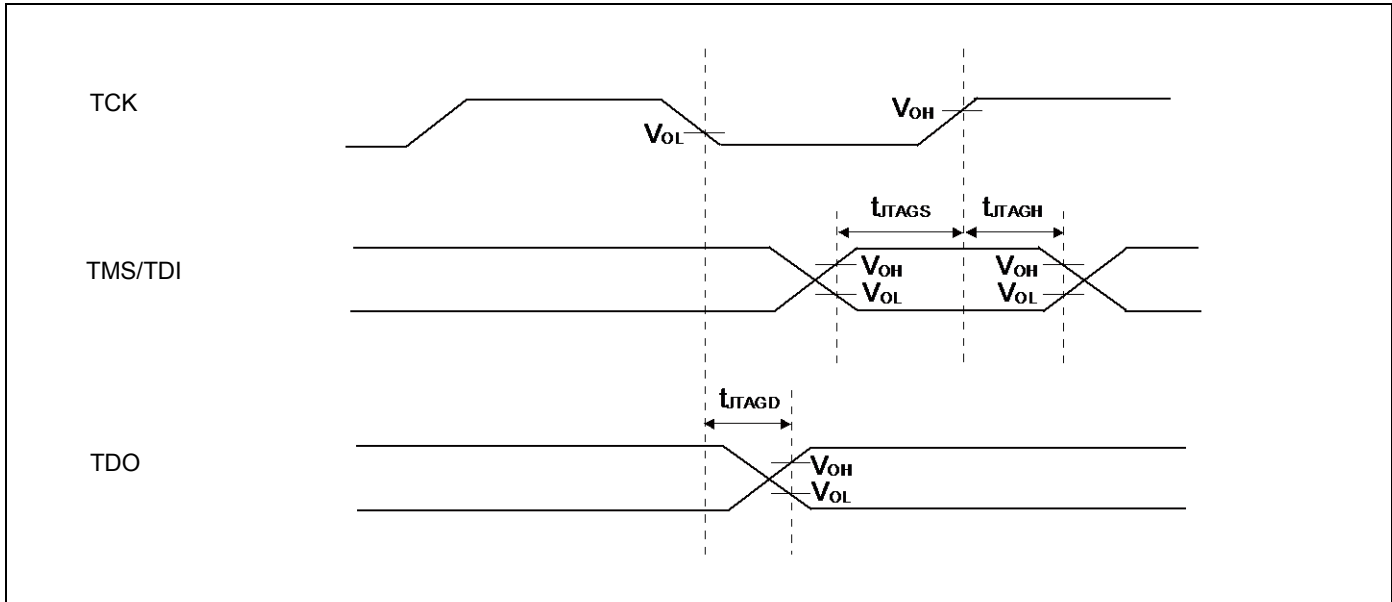 TCK
VOL
VOH
tJTAGS
tJTAGH
TMS/TDI
VOH
VOL
VOH
VOL
tJTAGD
TDO
VOH
VOL